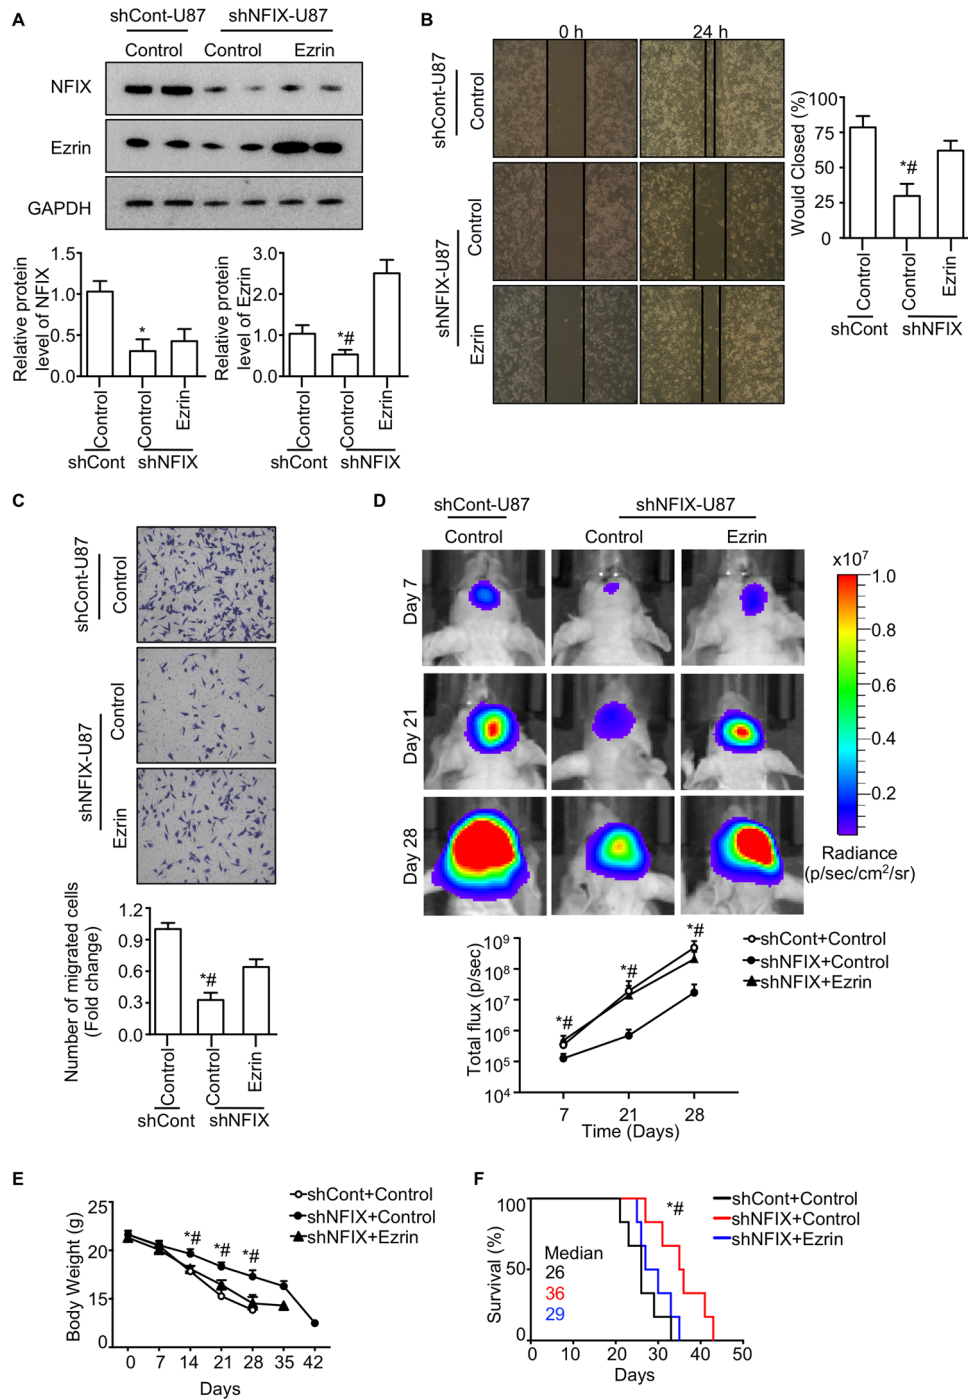 A
shCont-U87 shNFIX-U87
Control Control Ezrin
NFIX
Ezrin
GAPDH
Relative protein
level of NFIX
1.5
1.0
0.5
0.0
*
Control
Control
Ezrin
shCont shNFIX
Relative protein
level of Ezrin
3.0
2.0
1.0
0.0
*#
Control
Control
Ezrin
shCont shNFIX
B
0 h 24 h
shCont-U87
Control
shNFIX-U87
Control
Ezrin
Would Closed (%)
100
75
50
25
0
*#
Control
Control
Ezrin
shCont shNFIX
C
shCont-U87
Control
shNFIX-U87
Control
Ezrin
Number of migrated cells
(Fold change)
1.2
0.9
0.6
0.3
0.0
*#
Control
Control
Ezrin
shCont shNFIX
D
shCont-U87 shNFIX-U87
Control Control Ezrin
Day 7
Day 21
Day 28
x10⁷
1.0
0.8
0.6
0.4
0.2
Radiance
(p/sec/cm²/sr)
Total flux (p/sec)
10⁹
10⁸
10⁷
10⁶
10⁵
10⁴
*#
*#
*#
7 21 28
Time (Days)
shCont+Control
shNFIX+Control
shNFIX+Ezrin
E
Body Weight (g)
25
20
15
0
*# *# *#
0 7 14 21 28 35 42
Days
shCont+Control
shNFIX+Control
shNFIX+Ezrin
F
Survival (%)
100
50
0
*#
Median
26
36
29
0 10 20 30 40 50
Days
shCont+Control
shNFIX+Control
shNFIX+Ezrin